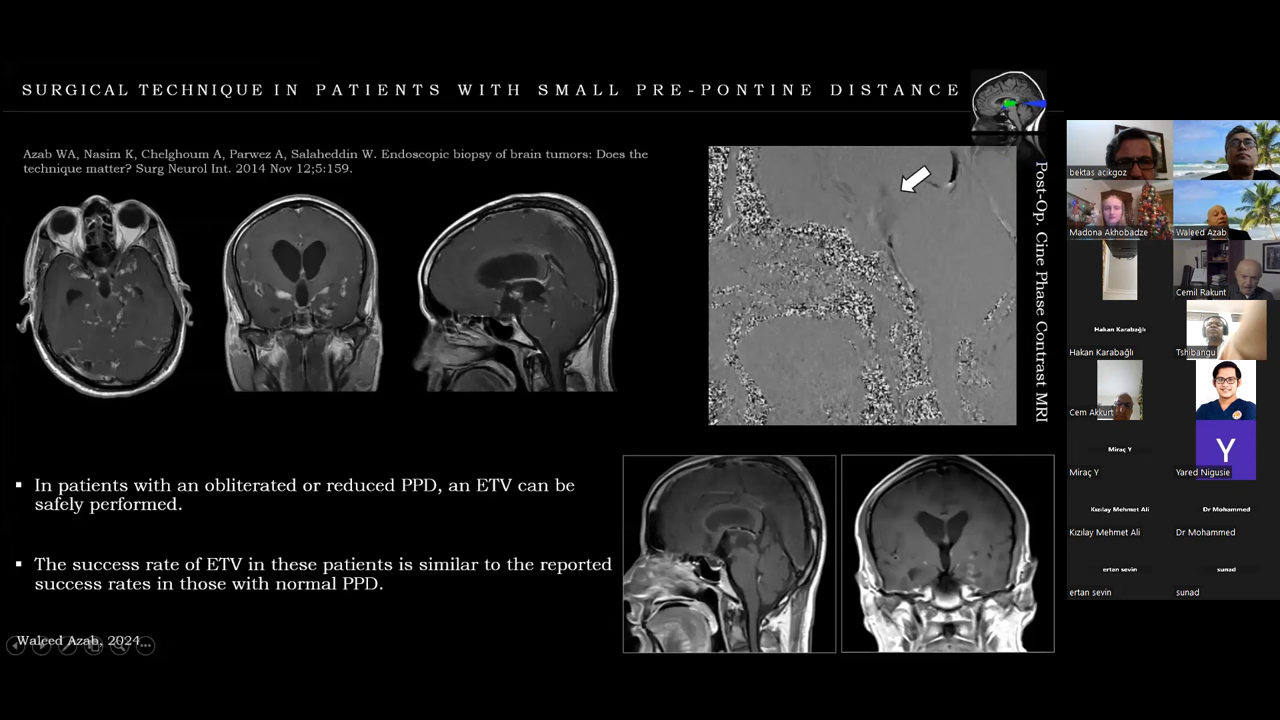 SURGICAL TECHNIQUE IN PATIENTS WITH SMALL PRE-PONTINE DISTANCE
Azab WA, Nasim K, Chelghoum A, Parwez A, Salaheddin W. Endoscopic biopsy of brain tumors: Does the
technique matter? Surg Neurol Int. 2014 Nov 12;5:159.
Post-Op. Cine Phase Contrast MRI
▪ In patients with an obliterated or reduced PPD, an ETV can be
safely performed.
▪ The success rate of ETV in these patients is similar to the reported
success rates in those with normal PPD.
Waleed Azab, 2024
bektas acikgoz
Madona Akhobadze
Waleed Azab
Cemil Rakunt
Hakan Karabağlı
Hakan Karabağlı
Tshibangu
Cem Akkurt
Miraç Y
Miraç Y
Y
Yared Nigusie
Kızılay Mehmet Ali
Kızılay Mehmet Ali
Dr Mohammed
Dr Mohammed
ertan sevin
ertan sevin
sunad
sunad